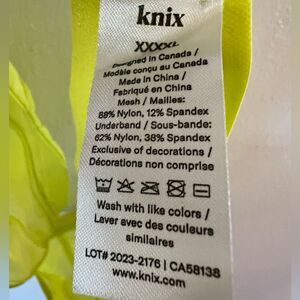 knix
XXXXL
Designed in Canada /
Modèle conçu au Canada
Made in China /
Fabriqué en China
Mesh / Mailles:
88% Nylon, 12% Spandex
Underband / Sous-bande:
62% Nylon, 38% Spandex
Exclusive of decorations /
Décorations non comprise
Wash with like colors /
Laver avec des couleurs
similaires
LOT# 2023-2176 | CA58138
www.knix.com